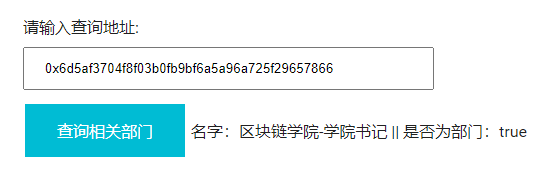 请输入查询地址:
0x6d5af3704f8f03b0fb9bf6a5a96a725f29657866
查询相关部门 名字：区块链学院-学院书记 || 是否为部门：true